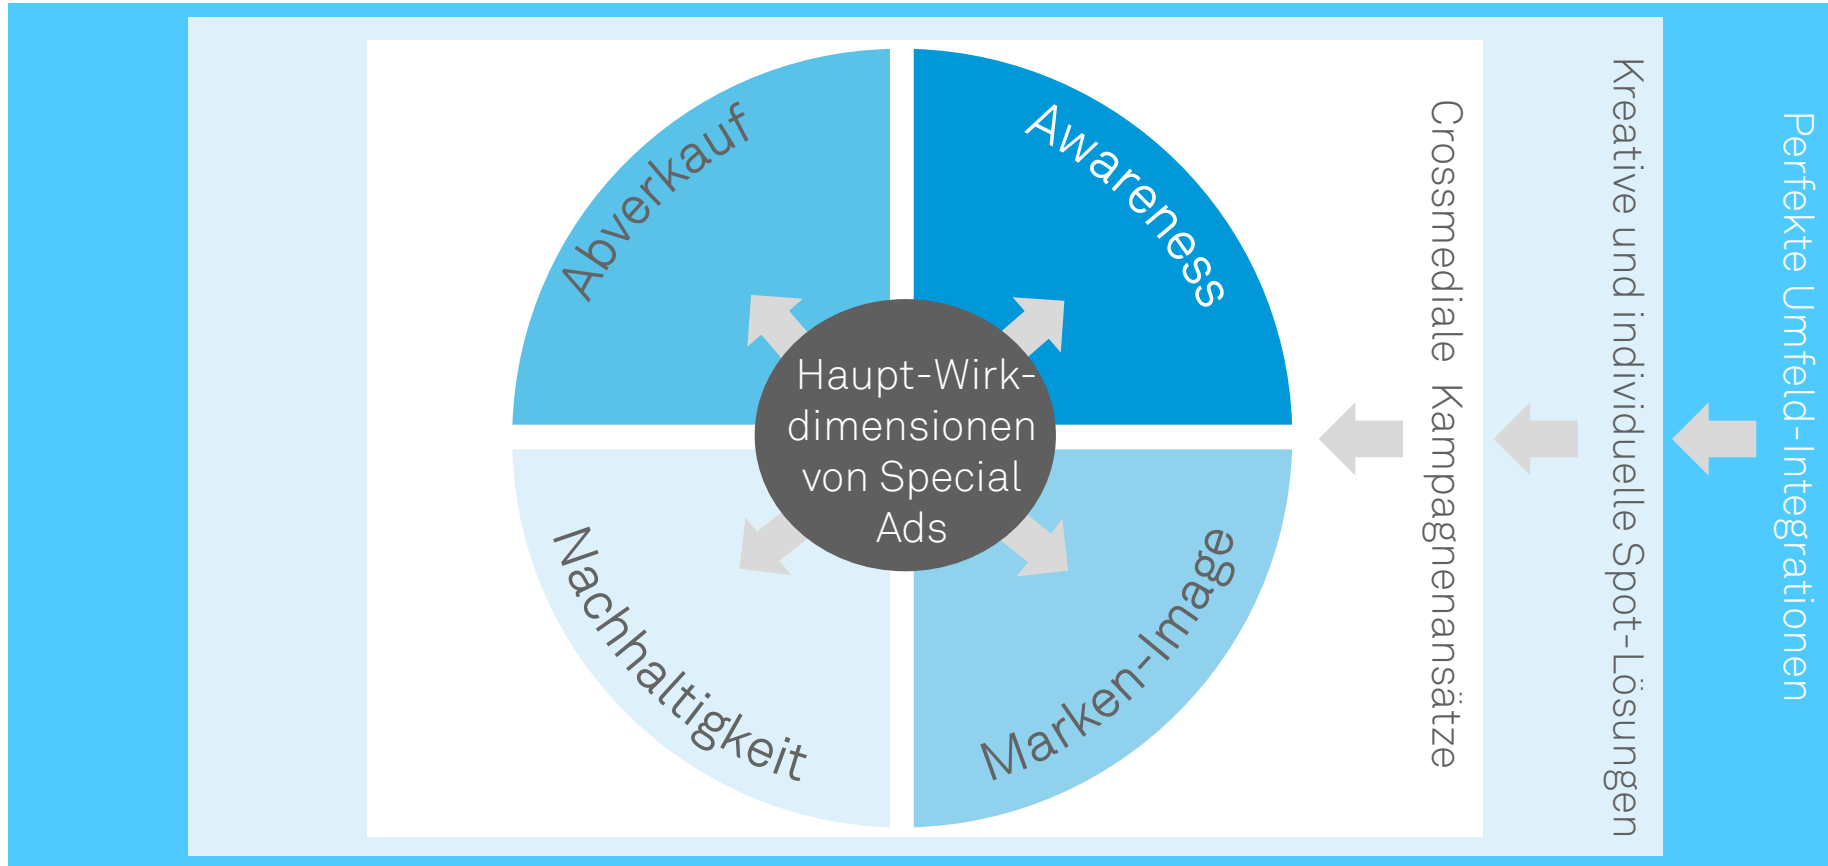 Abverkauf
Awareness
Haupt-Wirk-
dimensionen
von Special
Ads
Nachhaltigkeit
Marken-Image
Crossmediale Kampagnenansätze
Kreative und individuelle Spot-Lösungen
Perfekte Umfeld-Integrationen